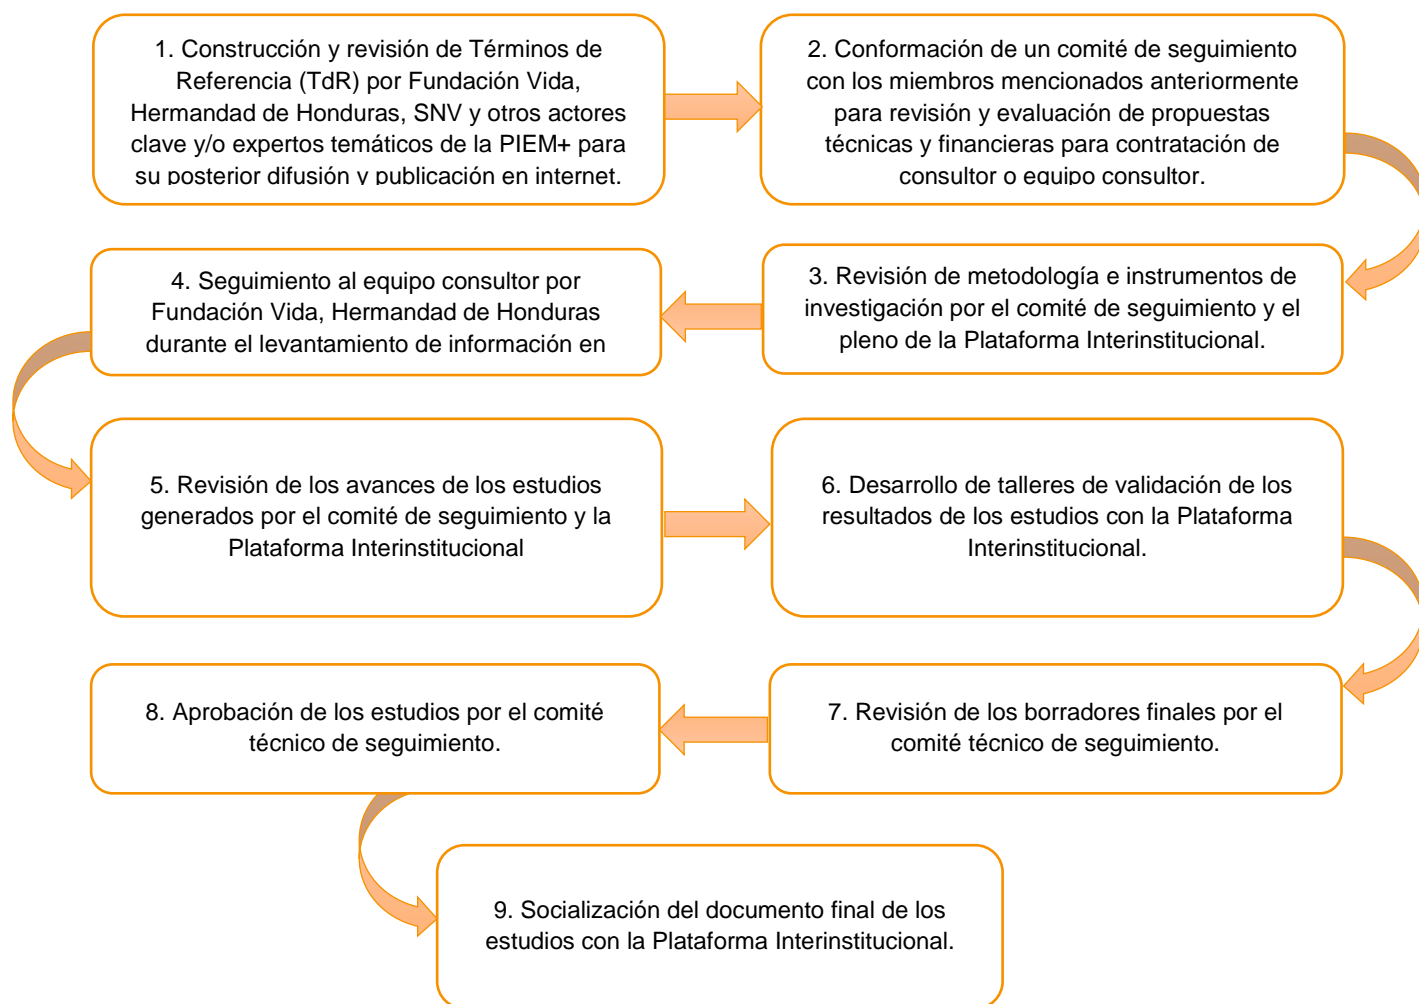 1. Construcción y revisión de Términos de
Referencia (TdR) por Fundación Vida,
Hermandad de Honduras, SNV y otros actores
clave y/o expertos temáticos de la PIEM+ para
su posterior difusión y publicación en internet.
2. Conformación de un comité de seguimiento
con los miembros mencionados anteriormente
para revisión y evaluación de propuestas
técnicas y financieras para contratación de
consultor o equipo consultor.
3. Revisión de metodología e instrumentos de
investigación por el comité de seguimiento y el
pleno de la Plataforma Interinstitucional.
4. Seguimiento al equipo consultor por
Fundación Vida, Hermandad de Honduras
durante el levantamiento de información en
5. Revisión de los avances de los estudios
generados por el comité de seguimiento y la
Plataforma Interinstitucional
6. Desarrollo de talleres de validación de los
resultados de los estudios con la Plataforma
Interinstitucional.
7. Revisión de los borradores finales por el
comité técnico de seguimiento.
8. Aprobación de los estudios por el comité
técnico de seguimiento.
9. Socialización del documento final de los
estudios con la Plataforma Interinstitucional.